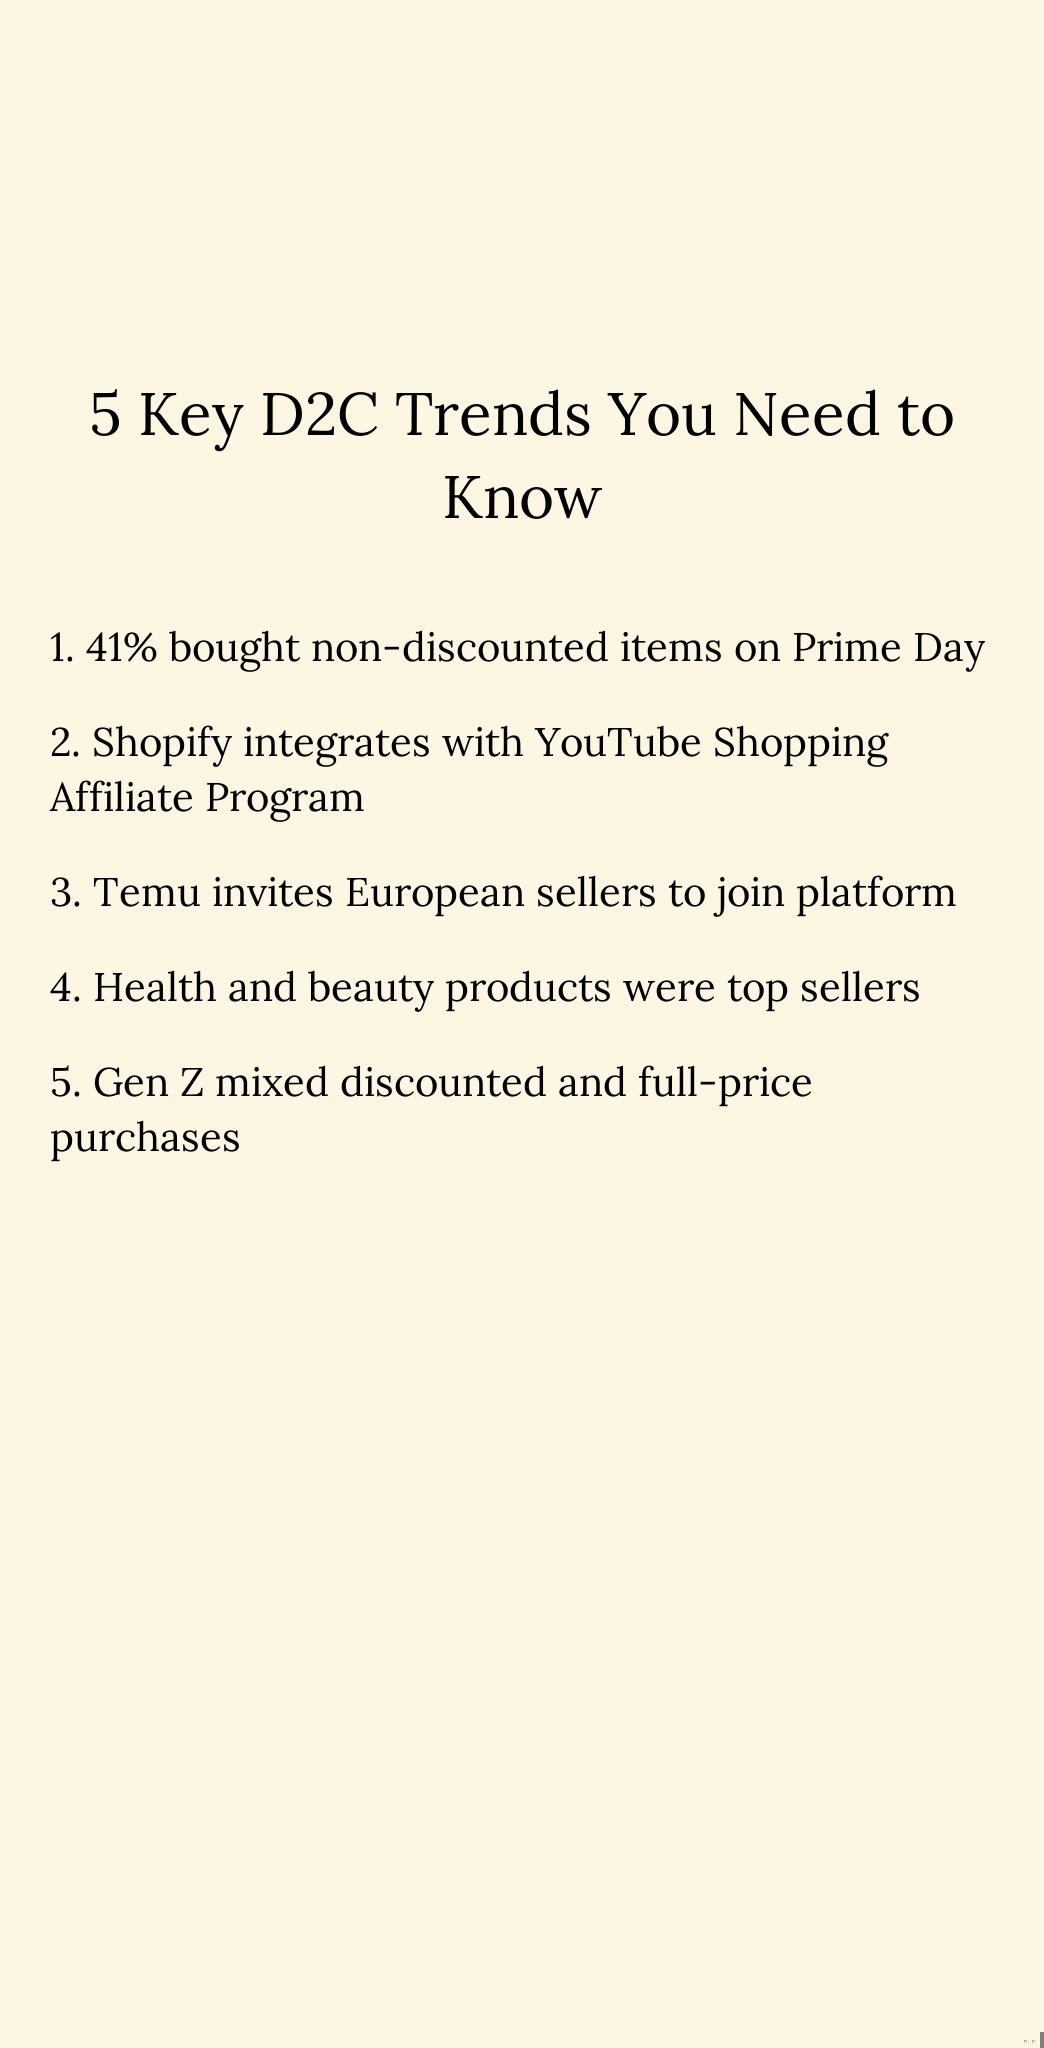 5 Key D2C Trends You Need to
Know
1. 41% bought non-discounted items on Prime Day
2. Shopify integrates with YouTube Shopping
Affiliate Program
3. Temu invites European sellers to join platform
4. Health and beauty products were top sellers
5. Gen Z mixed discounted and full-price
purchases